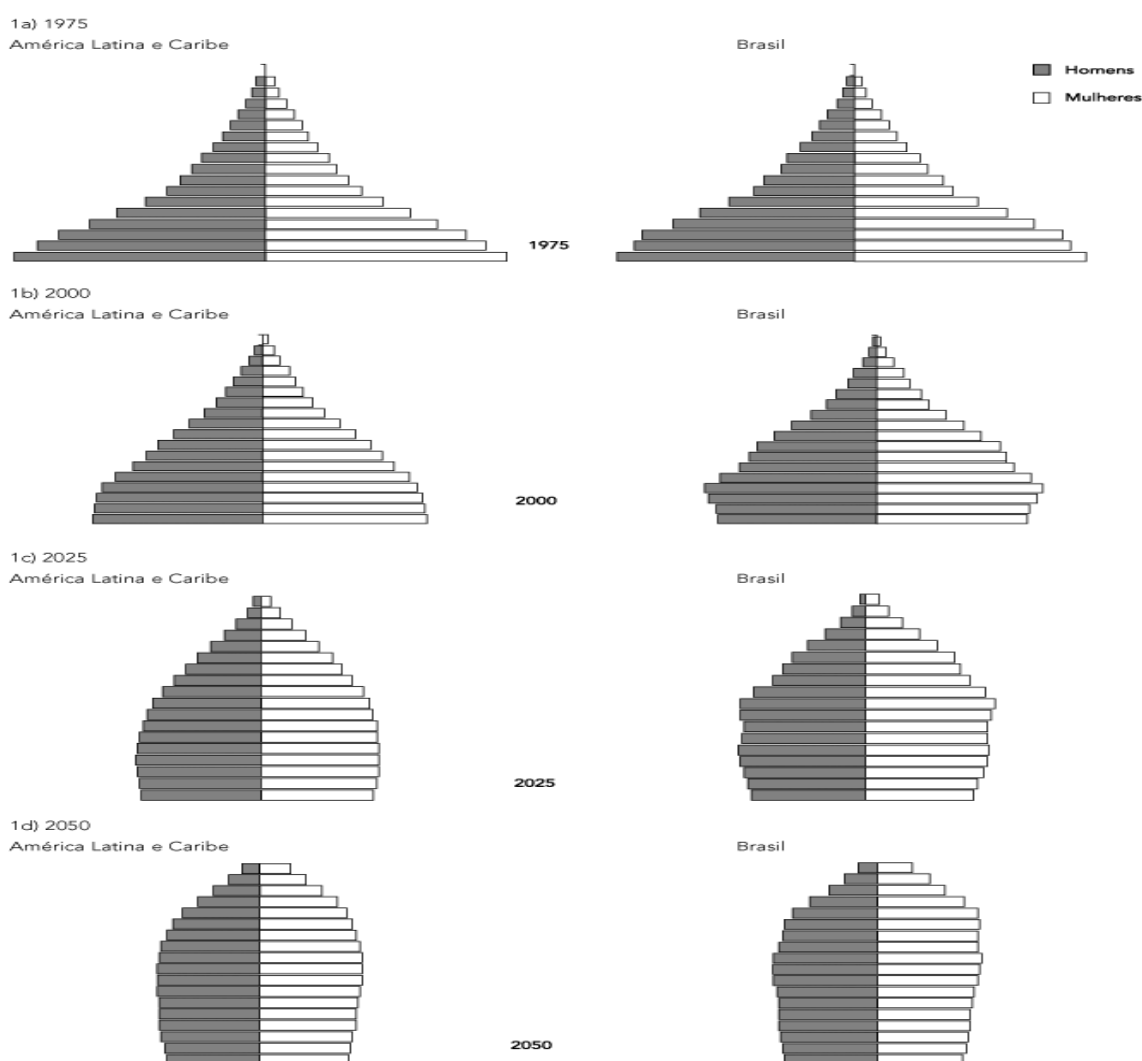 1a) 1975
América Latina e Caribe
Brasil
Homens
Mulheres
1975
1b) 2000
América Latina e Caribe
Brasil
2000
1c) 2025
América Latina e Caribe
Brasil
2025
1d) 2050
América Latina e Caribe
Brasil
2050